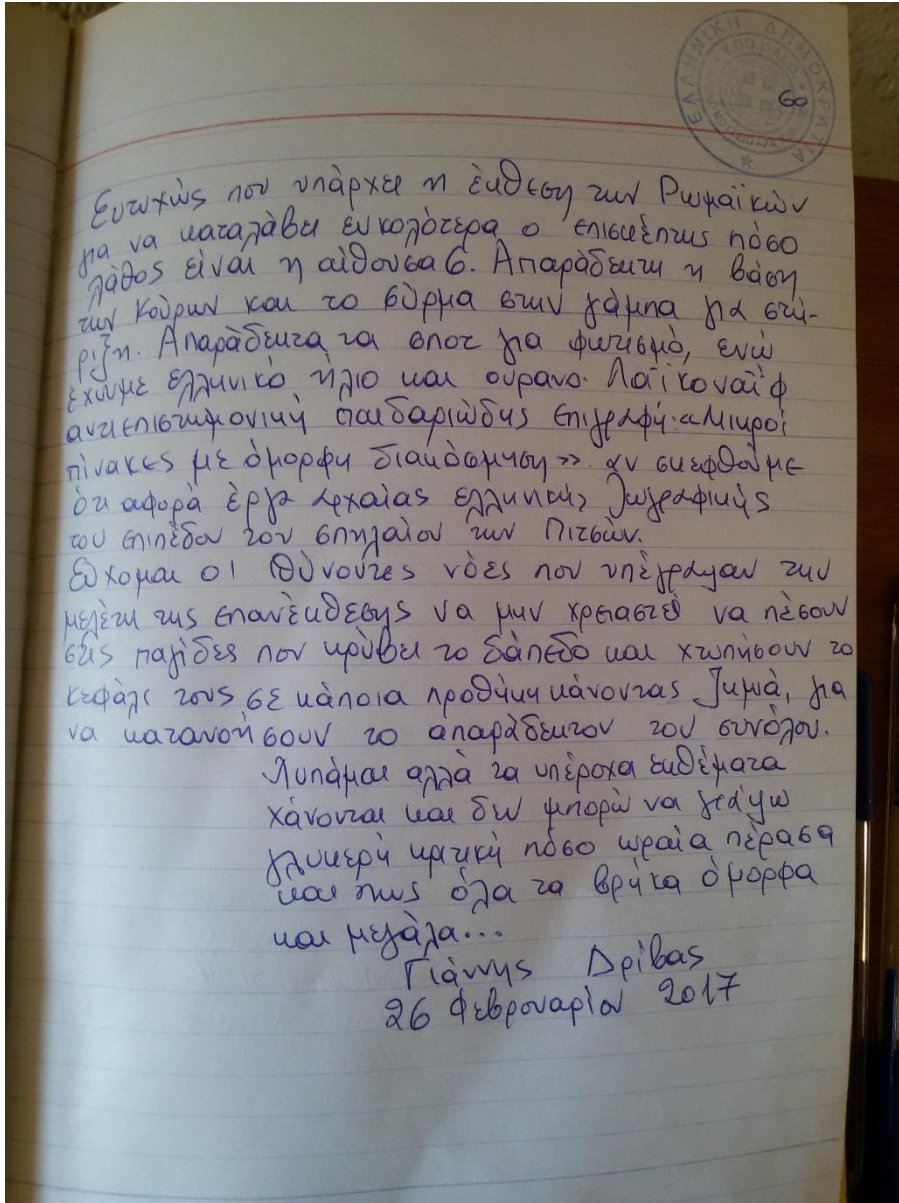 ΕΛΛΗΝΙΚΗ ΔΗΜΟΚΡΑΤΙΑ
60
Ευτυχώς που υπάρχει η έκθεση των Ρωμαϊκών
για να καταλάβει ευκολότερα ο επισκέπτης πόσο
λάθος είναι η αίθουσα 6. Απαράδεκτη η βάση
των Κούρων και το σύρμα στην γάμπα για στή-
ριξη. Απαράδεκτα τα σποτ για φωτισμό, ενώ
έχουμε ελληνικό ήλιο και ουρανο. Λαϊκοναΐφ
αντιεπιστημονική παιδαριώδης επιγραφή: «Μικροί
πίνακες με όμορφη διακόσμηση» αν σκεφθούμε
ότι αφορά έργα αρχαίας ελληνικής ζωγραφικής
του επιπέδου του σπηλαίου των Πιτσών.
Εύχομαι οι ιθύνοντες νόες που υπέγραψαν την
μελέτη της επανέκθεσης να μην χρειαστεί να πέσουν
στις παγίδες που κρύβει το δάπεδο και χτυπήσουν το
κεφάλι τους σε κάποια προθήκη κάνοντας ζημιά, για
να κατανοήσουν το απαράδεκτον του συνόλου.
Λυπάμαι αλλά τα υπέροχα εκθέματα
χάνονται και δεν μπορώ να γράψω
γλυκερή κριτική πόσο ωραία πέρασα
και πως όλα τα βρήκα όμορφα
και μεγάλα...
Γιάννης Δρίβας
26 Φεβρουαρίου 2017